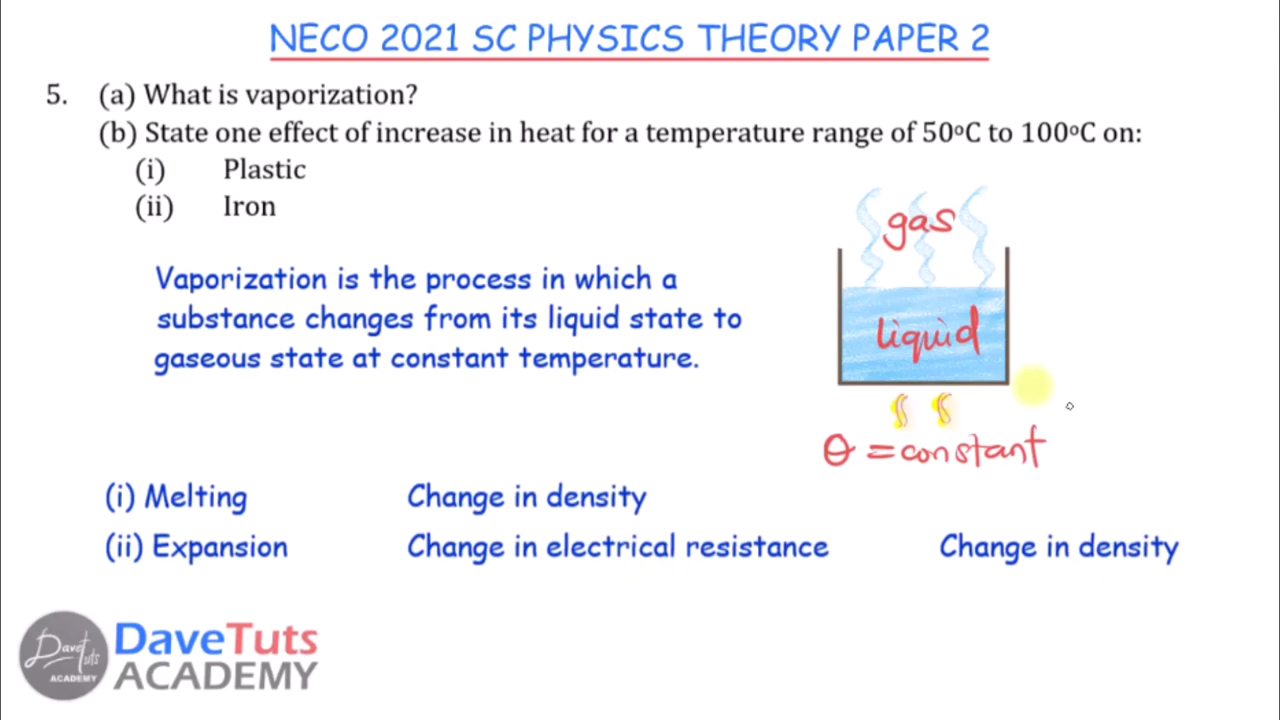 NECO 2021 SC PHYSICS THEORY PAPER 2
5. (a) What is vaporization?
(b) State one effect of increase in heat for a temperature range of 50ºC to 100ºC on:
(i) Plastic
(ii) Iron
gas
Vaporization is the process in which a
substance changes from its liquid state to
gaseous state at constant temperature.
liquid
θ = constant
(i) Melting Change in density
(ii) Expansion Change in electrical resistance Change in density
Dave Tuts ACADEMY
DaveTuts
ACADEMY